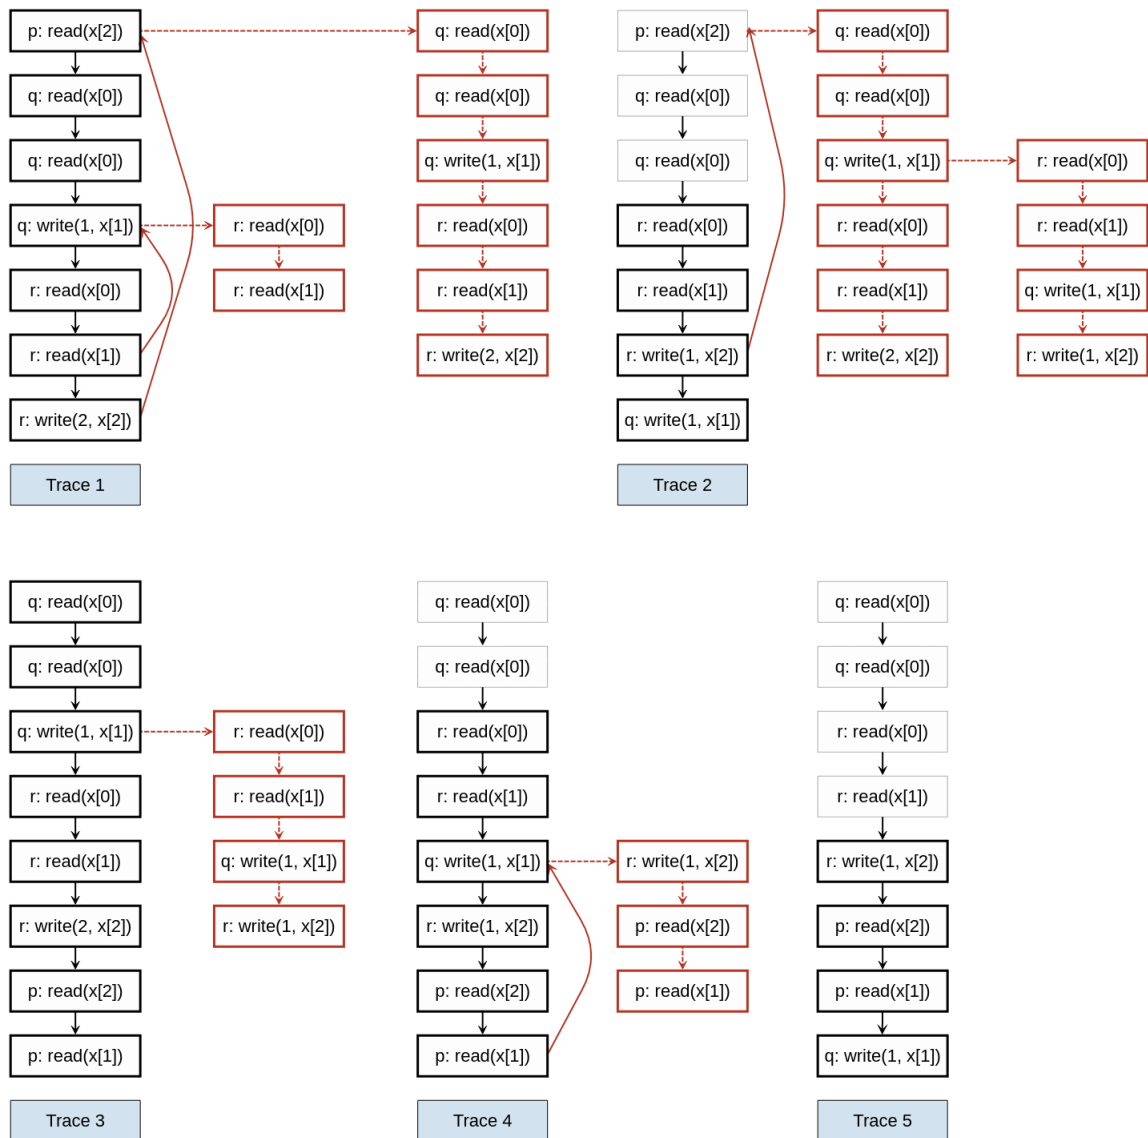 p: read(x[2])
q: read(x[0])
q: read(x[0])
q: write(1, x[1])
r: read(x[0])
r: read(x[1])
r: write(2, x[2])
Trace 1
r: read(x[0])
r: read(x[1])
q: read(x[0])
q: read(x[0])
q: write(1, x[1])
r: read(x[0])
r: read(x[1])
r: write(2, x[2])
p: read(x[2])
q: read(x[0])
q: read(x[0])
r: read(x[0])
r: read(x[1])
r: write(1, x[2])
q: write(1, x[1])
Trace 2
q: read(x[0])
q: read(x[0])
q: write(1, x[1])
r: read(x[0])
r: read(x[1])
r: write(2, x[2])
r: read(x[0])
r: read(x[1])
q: write(1, x[1])
r: write(1, x[2])
q: read(x[0])
q: read(x[0])
q: write(1, x[1])
r: read(x[0])
r: read(x[1])
r: write(2, x[2])
p: read(x[2])
p: read(x[1])
Trace 3
r: read(x[0])
r: read(x[1])
q: write(1, x[1])
r: write(1, x[2])
q: read(x[0])
q: read(x[0])
r: read(x[0])
r: read(x[1])
q: write(1, x[1])
r: write(1, x[2])
p: read(x[2])
p: read(x[1])
Trace 4
r: write(1, x[2])
p: read(x[2])
p: read(x[1])
q: read(x[0])
q: read(x[0])
r: read(x[0])
r: read(x[1])
r: write(1, x[2])
p: read(x[2])
p: read(x[1])
q: write(1, x[1])
Trace 5